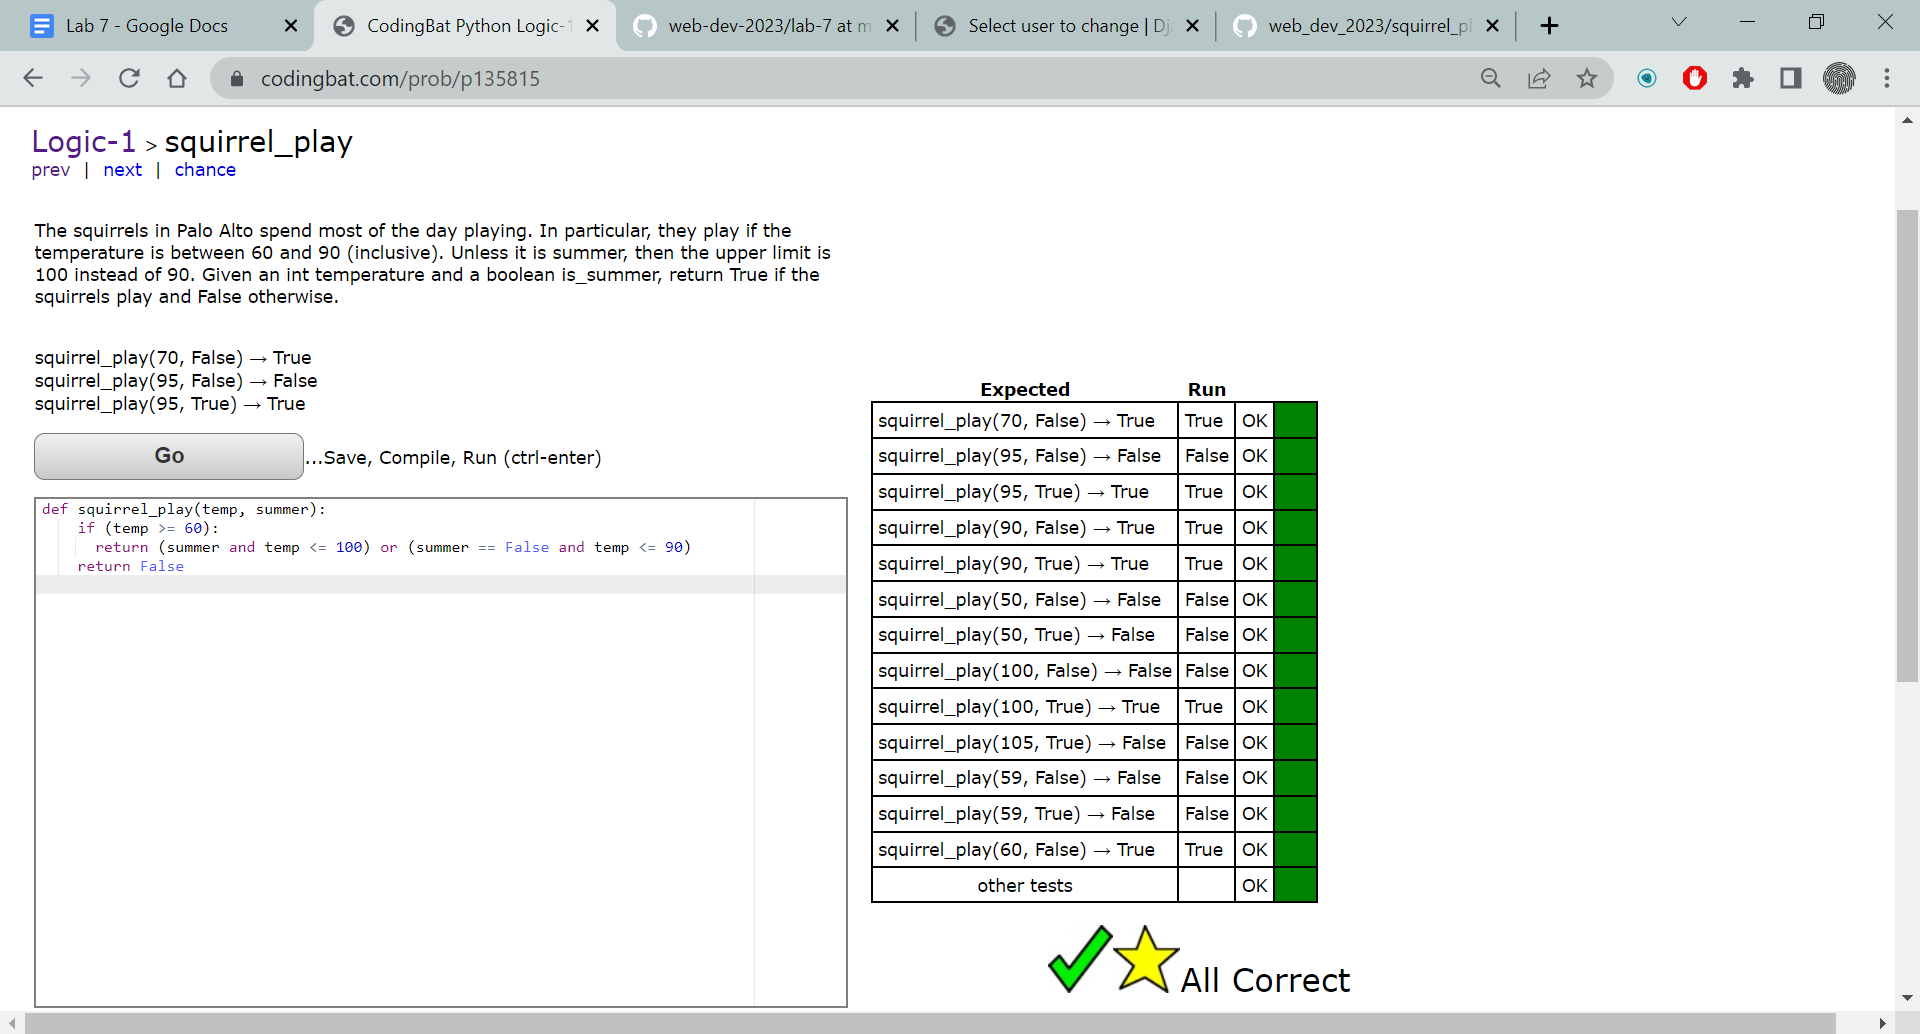 Lab 7 - Google Docs
CodingBat Python Logic-1
web-dev-2023/lab-7 at m
Select user to change | Dja
web_dev_2023/squirrel_pl
codingbat.com/prob/p135815
Logic-1 > squirrel_play
prev | next | chance
The squirrels in Palo Alto spend most of the day playing. In particular, they play if the
temperature is between 60 and 90 (inclusive). Unless it is summer, then the upper limit is
100 instead of 90. Given an int temperature and a boolean is_summer, return True if the
squirrels play and False otherwise.
squirrel_play(70, False) → True
squirrel_play(95, False) → False
squirrel_play(95, True) → True
Go
...Save, Compile, Run (ctrl-enter)
def squirrel_play(temp, summer):
if (temp >= 60):
return (summer and temp <= 100) or (summer == False and temp <= 90)
return False
Expected Run
squirrel_play(70, False) → True True OK
squirrel_play(95, False) → False False OK
squirrel_play(95, True) → True True OK
squirrel_play(90, False) → True True OK
squirrel_play(90, True) → True True OK
squirrel_play(50, False) → False False OK
squirrel_play(50, True) → False False OK
squirrel_play(100, False) → False False OK
squirrel_play(100, True) → True True OK
squirrel_play(105, True) → False False OK
squirrel_play(59, False) → False False OK
squirrel_play(59, True) → False False OK
squirrel_play(60, False) → True True OK
other tests OK
All Correct